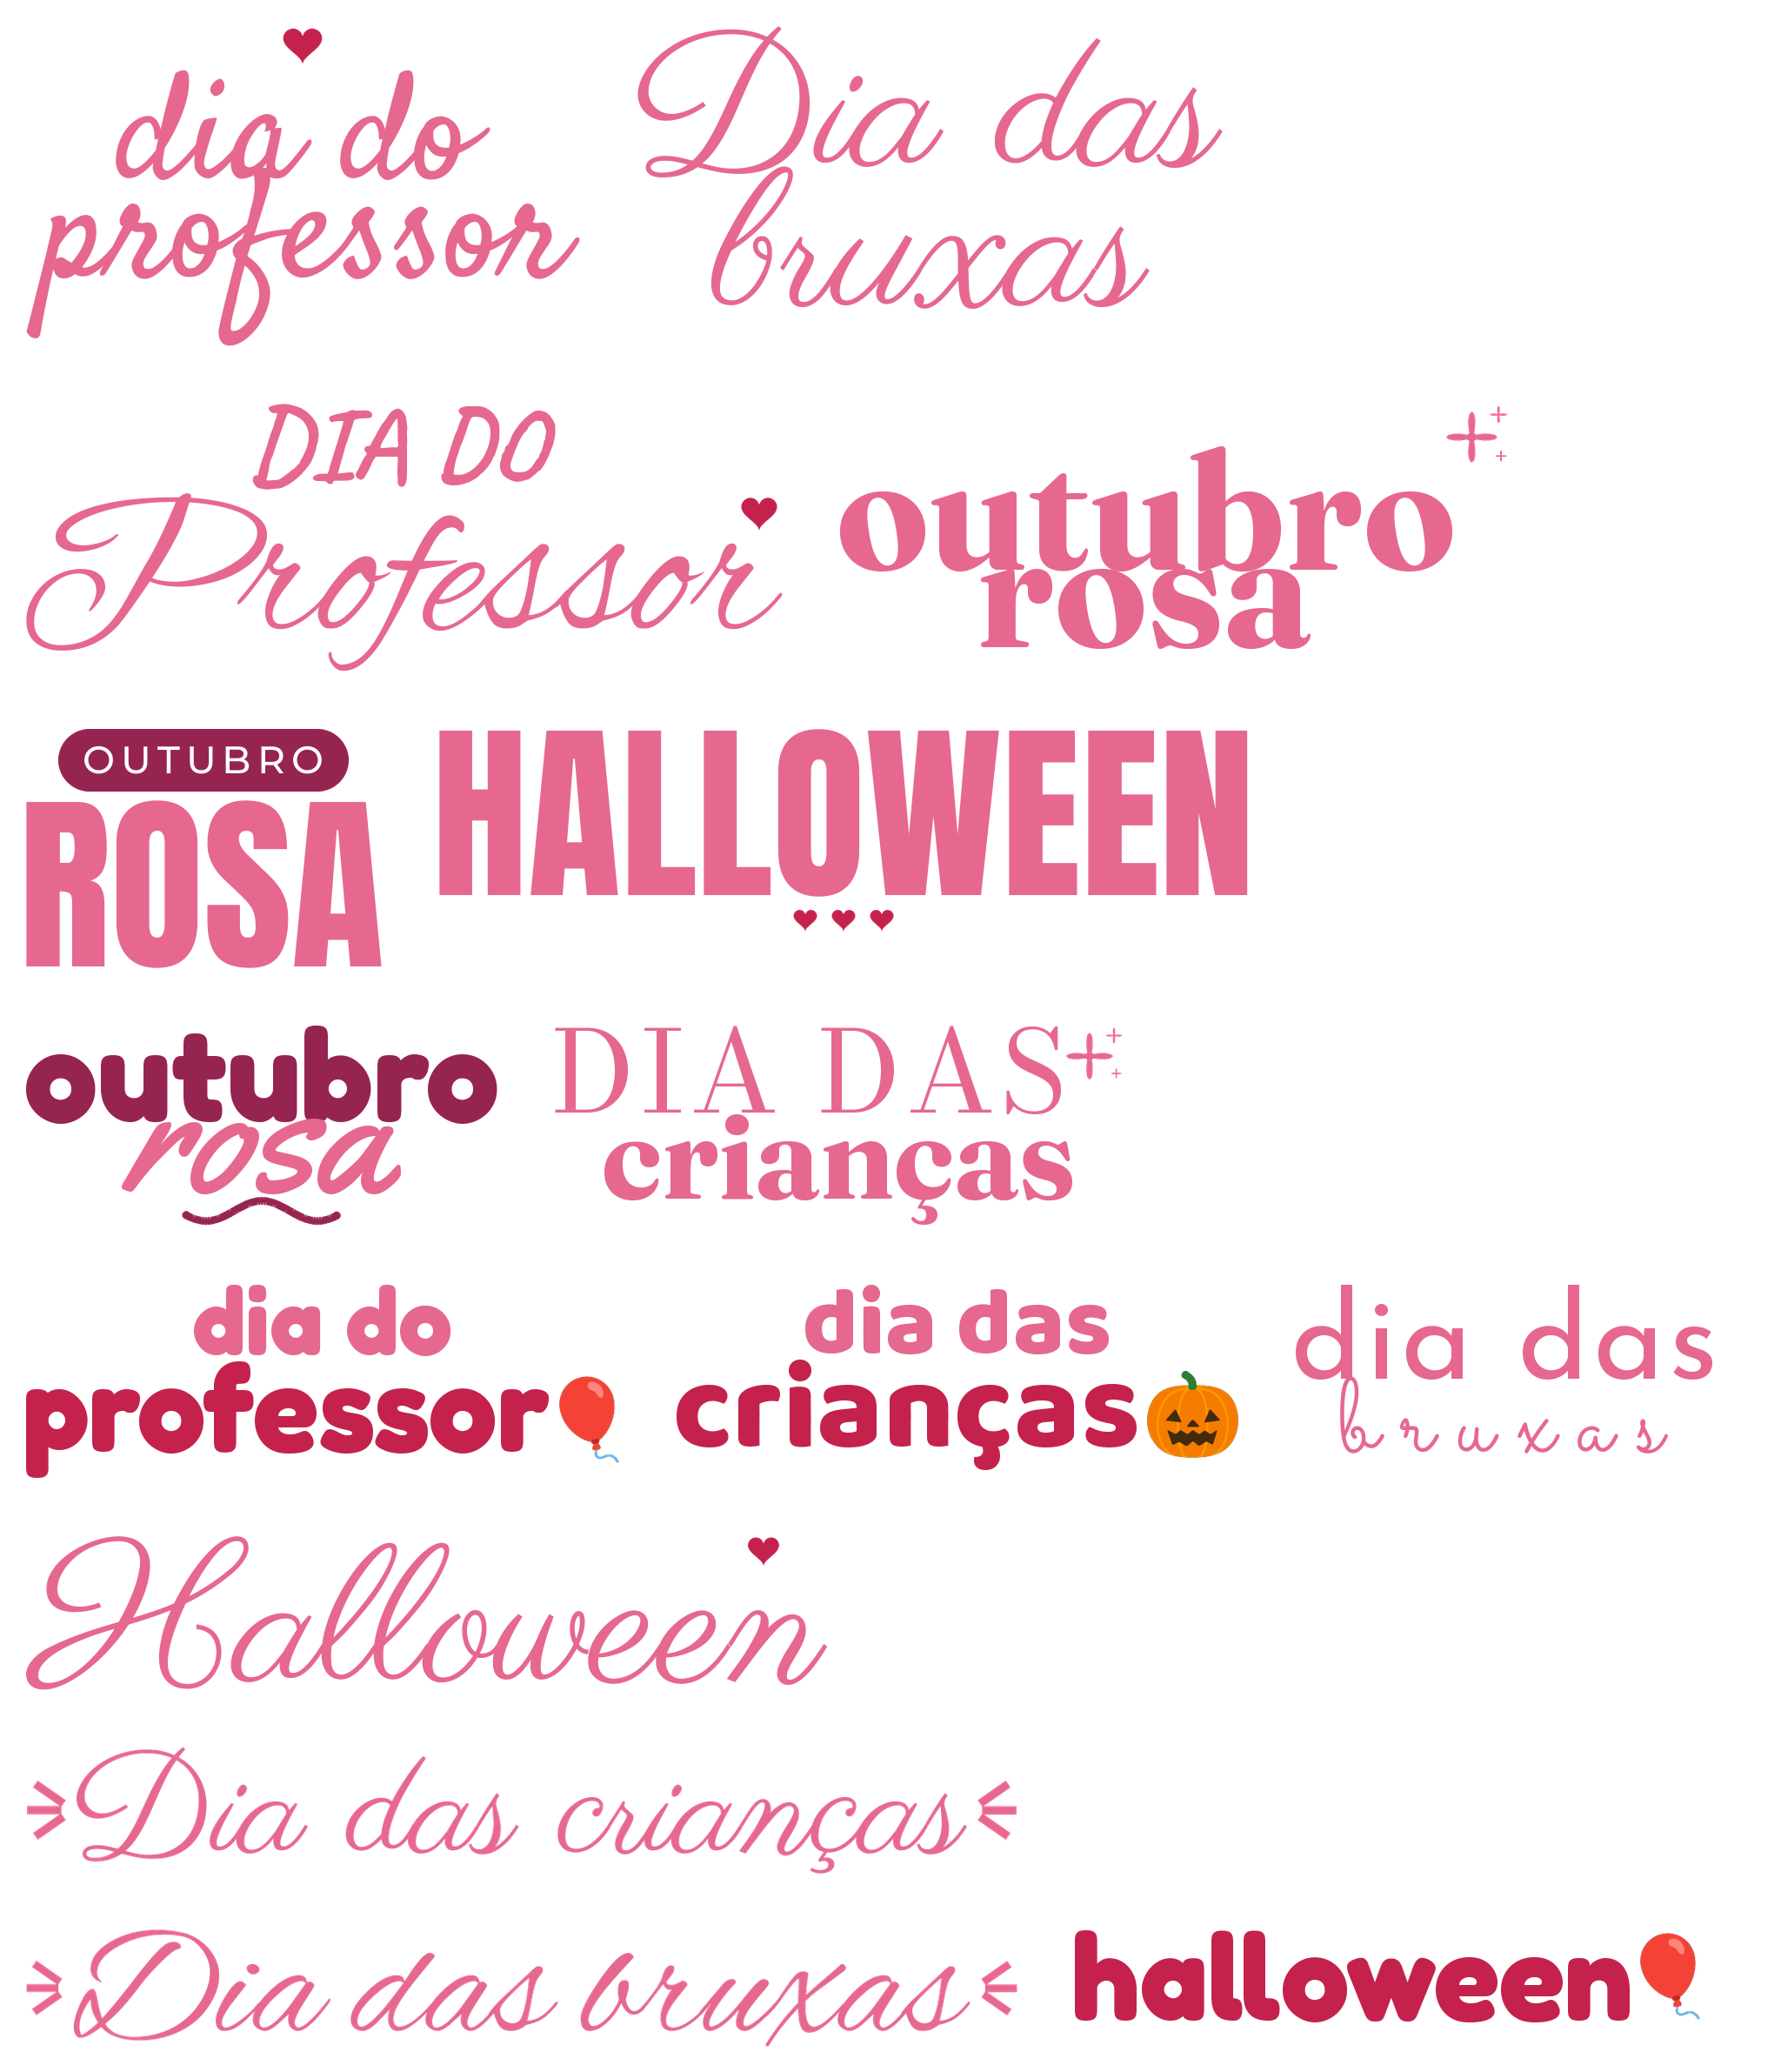 dia do
professor
Dia das
bruxas
DIA DO
Professor
outubro
rosa
OUTUBRO
ROSA
HALLOWEEN
outubro
rosa
DIA DAS
crianças
dia do
professor
dia das
crianças
dia das
bruxas
Halloween
Dia das crianças
Dia das bruxas
halloween